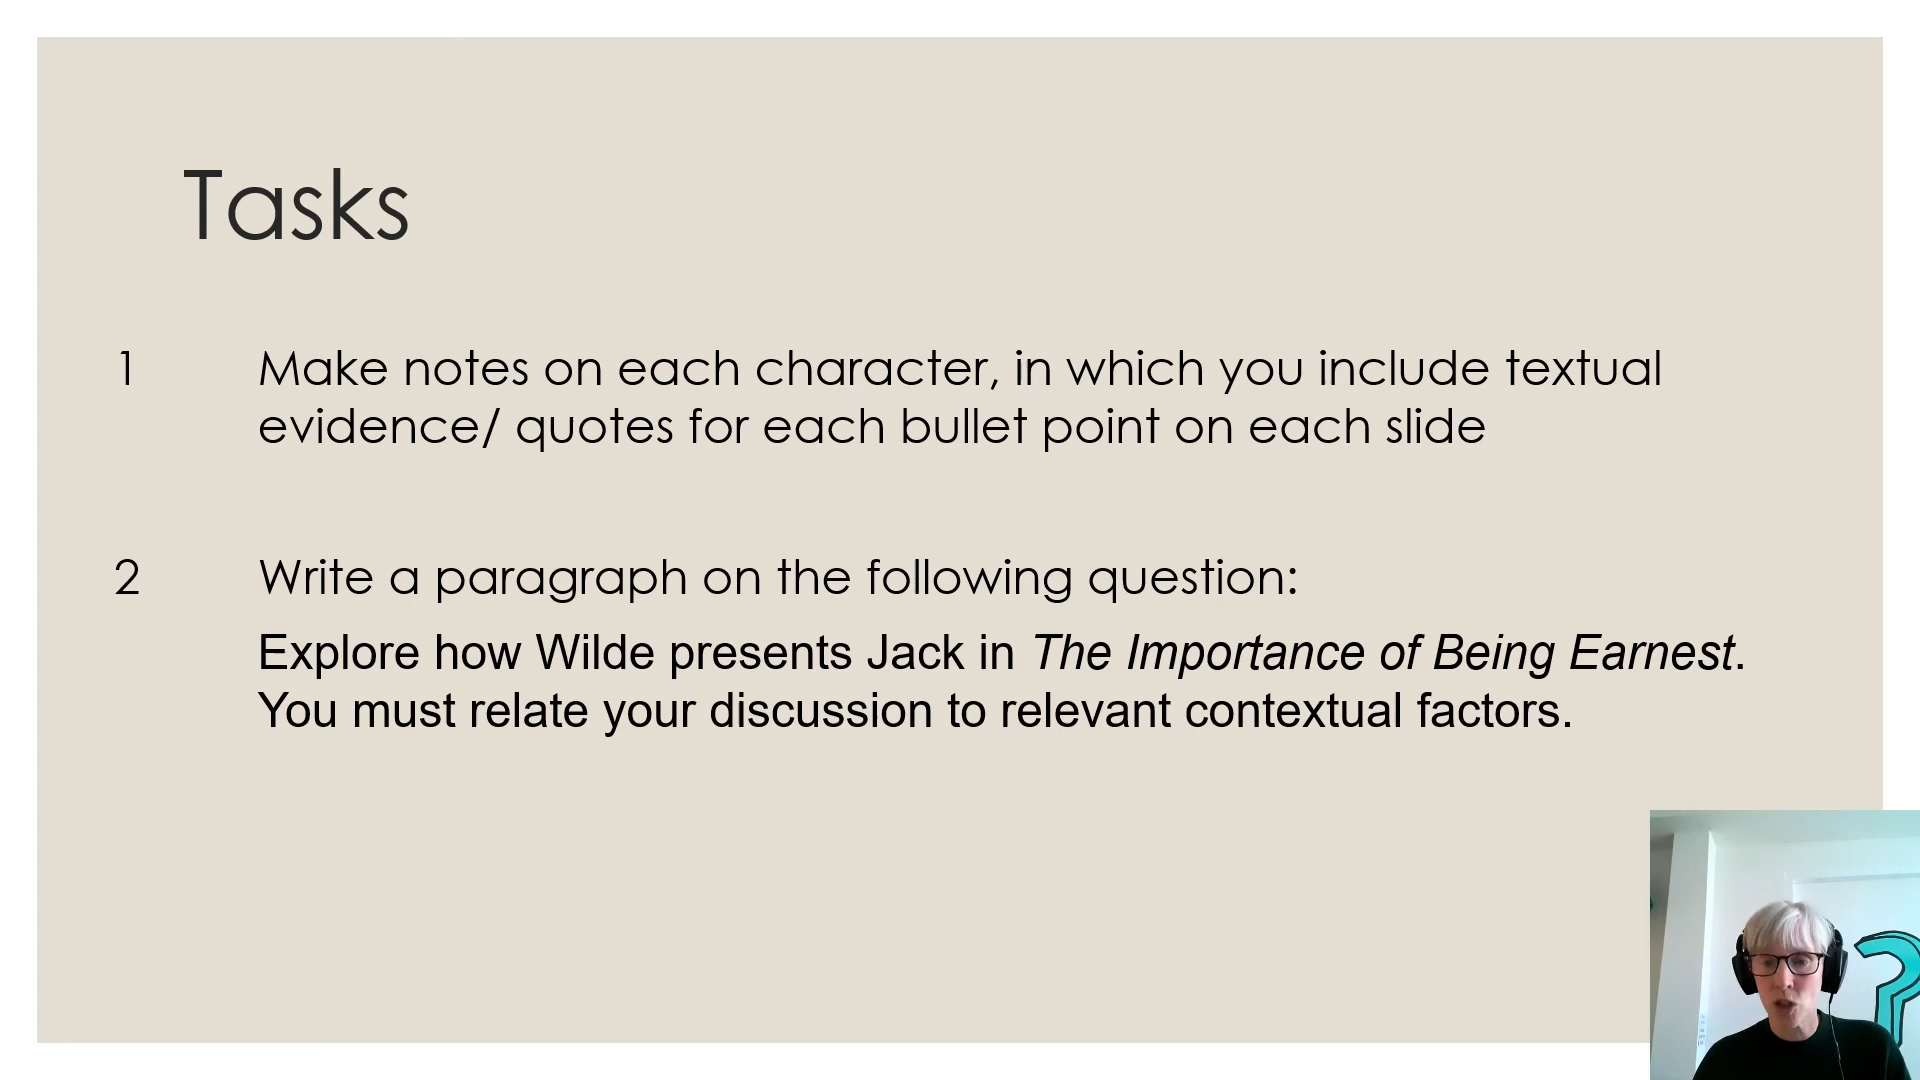 Tasks
1 Make notes on each character, in which you include textual
evidence/ quotes for each bullet point on each slide
2 Write a paragraph on the following question:
Explore how Wilde presents Jack in The Importance of Being Earnest.
You must relate your discussion to relevant contextual factors.
?